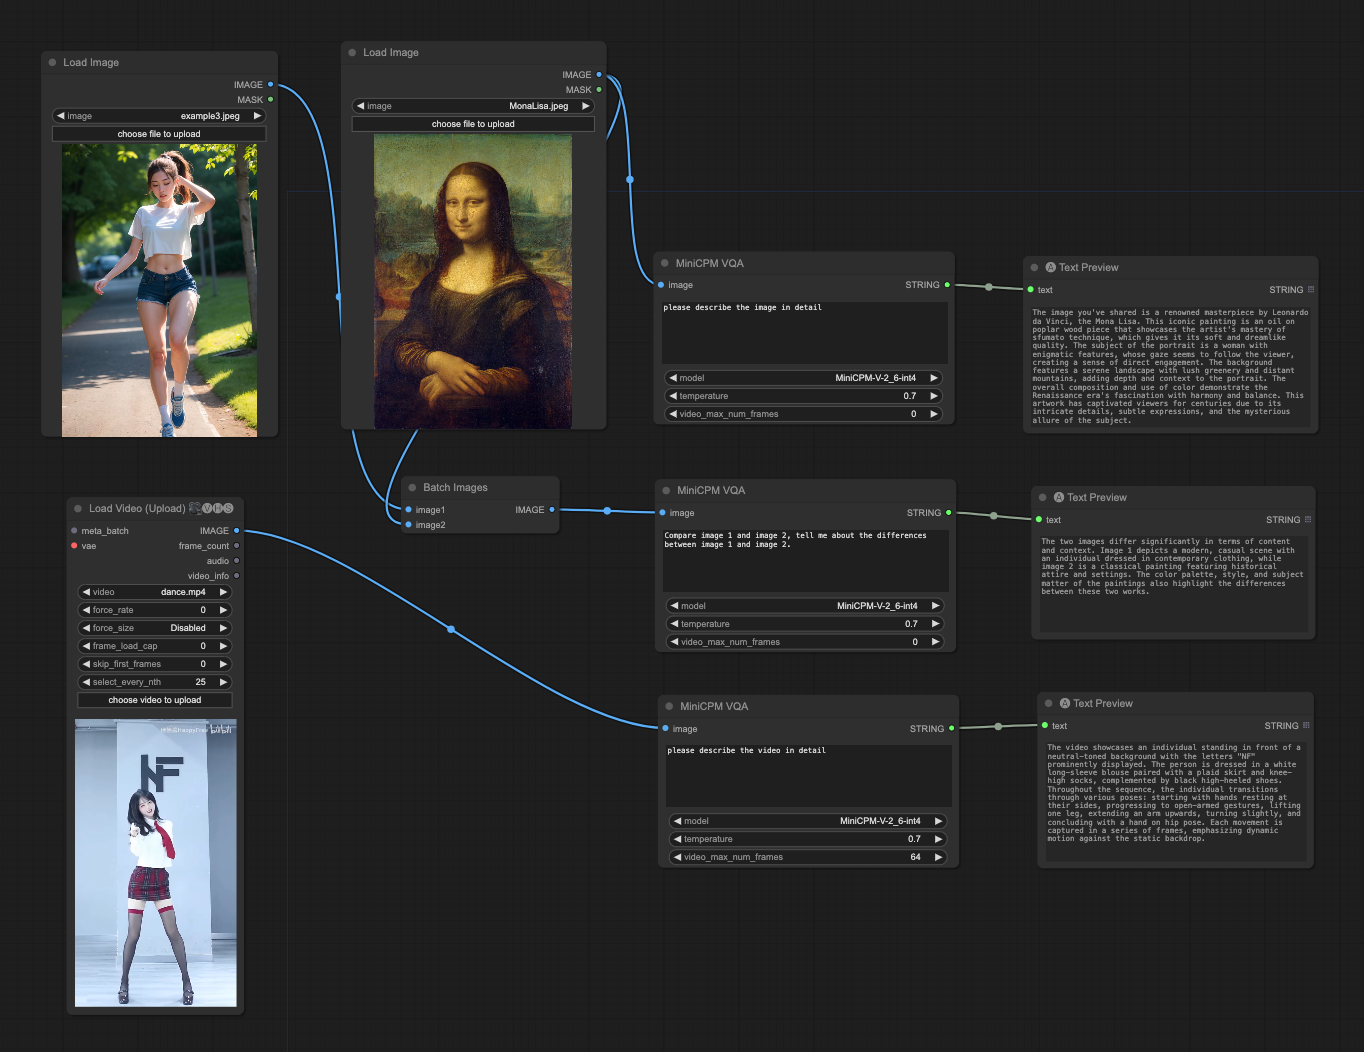 Load Image
IMAGE
MASK
image example3.jpeg
choose file to upload
Load Image
IMAGE
MASK
image MonaLisa.jpeg
choose file to upload
MiniCPM VQA
image STRING
please describe the image in detail
model MiniCPM-V-2_6-int4
temperature 0.7
video_max_num_frames 0
A Text Preview
text STRING
The image you've shared is a renowned masterpiece by Leonardo
da Vinci, the Mona Lisa. This iconic painting is an oil on
poplar wood piece that showcases the artist's mastery of
sfumato technique, which gives it its soft and dreamlike
quality. The subject of the portrait is a woman with
enigmatic features, whose gaze seems to follow the viewer,
creating a sense of direct engagement. The background
features a serene landscape with lush greenery and distant
mountains, adding depth and context to the portrait. The
overall composition and use of color demonstrate the
Renaissance era's fascination with harmony and balance. This
artwork has captivated viewers for centuries due to its
intricate details, subtle expressions, and the mysterious
allure of the subject.
Batch Images
image1 IMAGE
image2
MiniCPM VQA
image STRING
Compare image 1 and image 2, tell me about the differences
between image 1 and image 2.
model MiniCPM-V-2_6-int4
temperature 0.7
video_max_num_frames 0
A Text Preview
text STRING
The two images differ significantly in terms of content
and context. Image 1 depicts a modern, casual scene with
an individual dressed in contemporary clothing, while
image 2 is a classical painting featuring historical
attire and settings. The color palette, style, and subject
matter of the paintings also highlight the differences
between these two works.
Load Video (Upload) VHS
meta_batch IMAGE
vae frame_count
audio
video_info
video dance.mp4
force_rate 0
force_size Disabled
frame_load_cap 0
skip_first_frames 0
select_every_nth 25
choose video to upload
bilibili
NF
MiniCPM VQA
image STRING
please describe the video in detail
model MiniCPM-V-2_6-int4
temperature 0.7
video_max_num_frames 64
A Text Preview
text STRING
The video showcases an individual standing in front of a
neutral-toned background with the letters "NF"
prominently displayed. The person is dressed in a white
long-sleeve blouse paired with a plaid skirt and knee-
high socks, complemented by black high-heeled shoes.
Throughout the sequence, the individual transitions
through various poses: starting with hands resting at
their sides, progressing to open-armed gestures, lifting
one leg, extending an arm upwards, turning slightly, and
concluding with a hand on hip pose. Each movement is
captured in a series of frames, emphasizing dynamic
motion against the static backdrop.